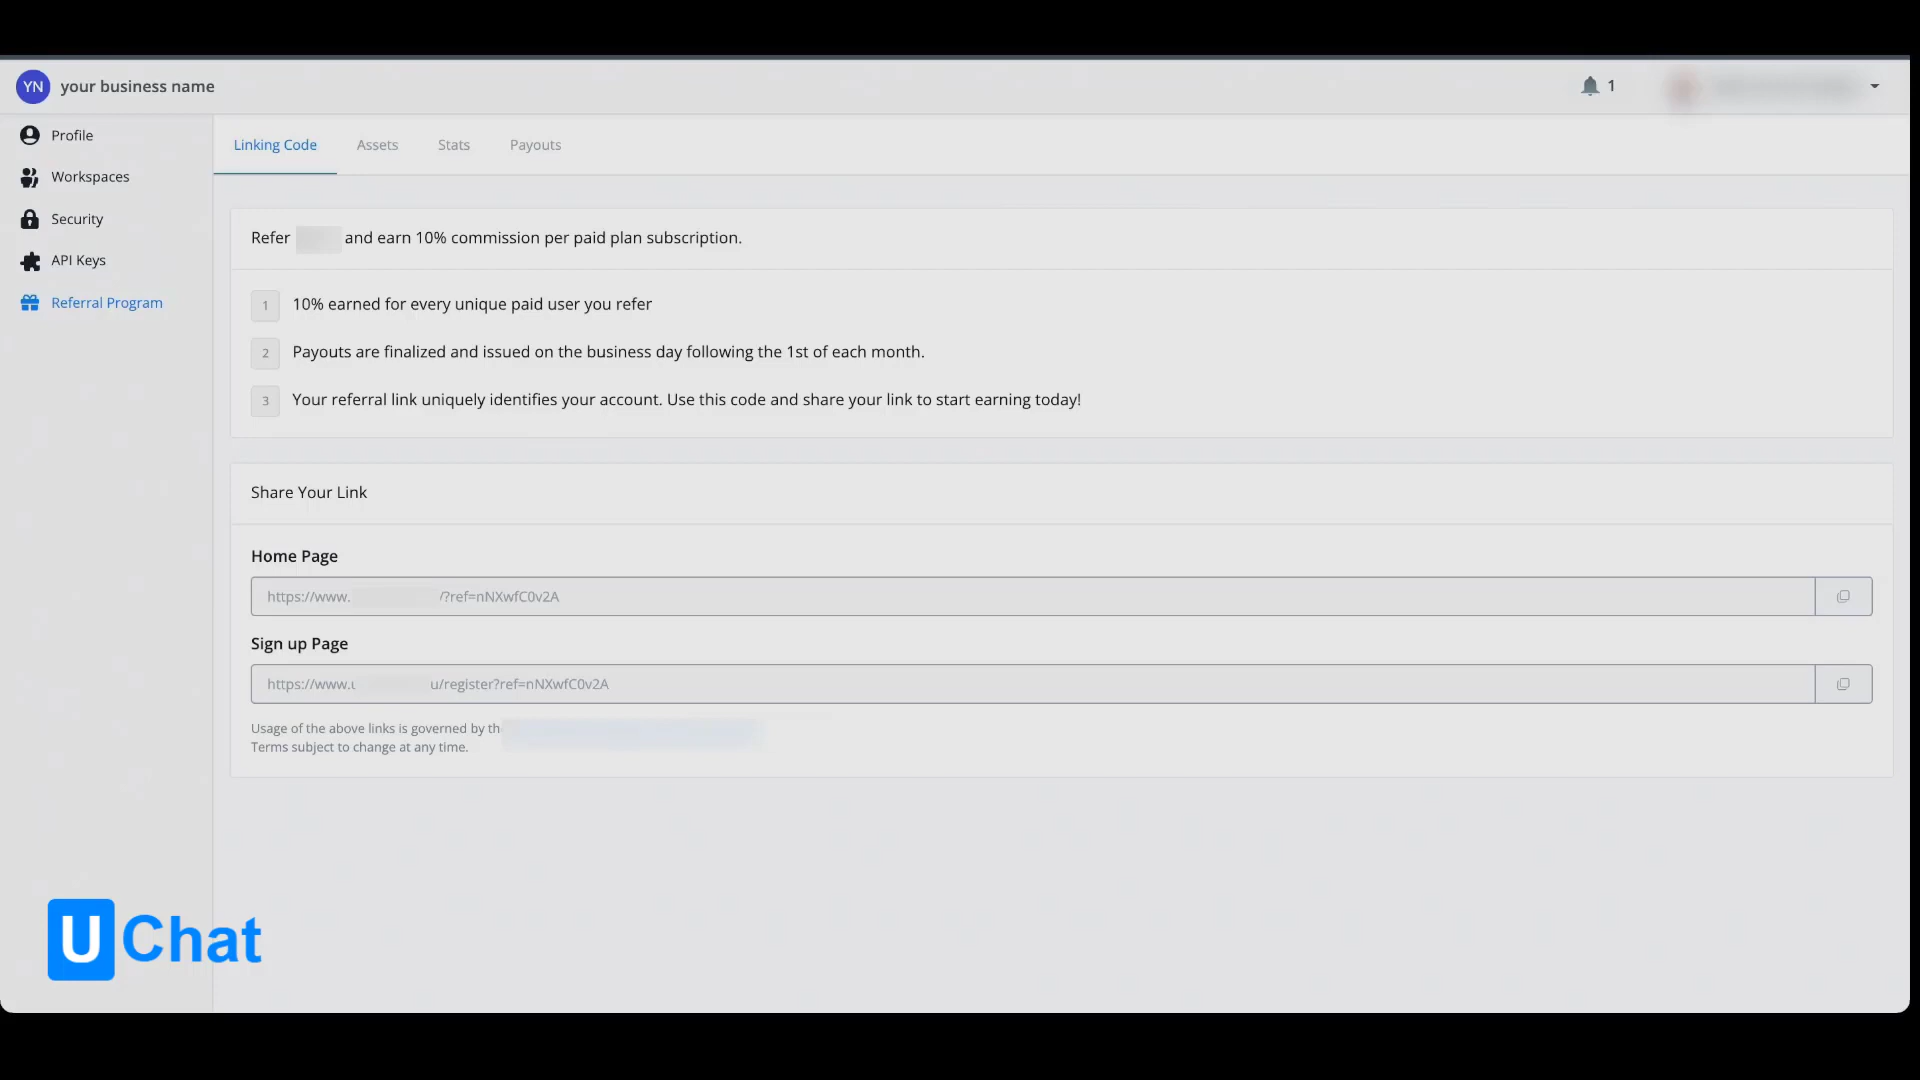 YN your business name
1
Profile
Workspaces
Security
API Keys
Referral Program
Linking Code Assets Stats Payouts
Refer and earn 10% commission per paid plan subscription.
1 10% earned for every unique paid user you refer
2 Payouts are finalized and issued on the business day following the 1st of each month.
3 Your referral link uniquely identifies your account. Use this code and share your link to start earning today!
Share Your Link
Home Page
https://www. /?ref=nNXwfC0v2A
Sign up Page
https://www.u u/register?ref=nNXwfC0v2A
Usage of the above links is governed by th
Terms subject to change at any time.
U Chat